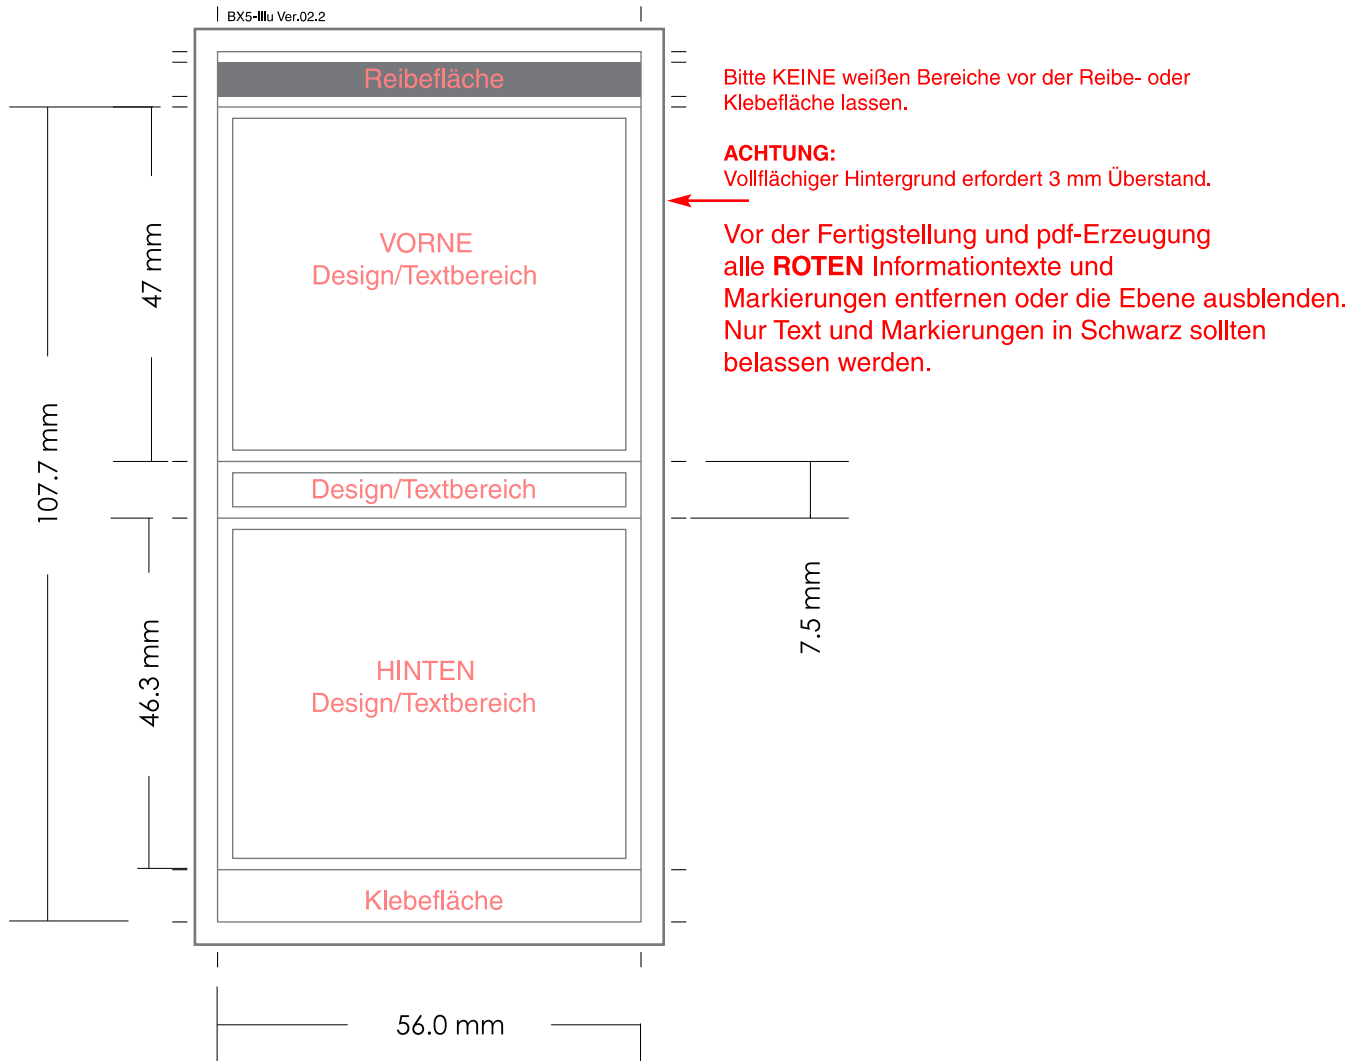 BX5-IIIu Ver.02.2
Reibefläche
Bitte KEINE weißen Bereiche vor der Reibe- oder
Klebefläche lassen.
ACHTUNG:
Vollflächiger Hintergrund erfordert 3 mm Überstand.
Vor der Fertigstellung und pdf-Erzeugung
alle ROTEN Informationtexte und
Markierungen entfernen oder die Ebene ausblenden.
Nur Text und Markierungen in Schwarz sollten
belassen werden.
VORNE
Design/Textbereich
47 mm
107.7 mm
Design/Textbereich
7.5 mm
HINTEN
Design/Textbereich
46.3 mm
Klebefläche
56.0 mm